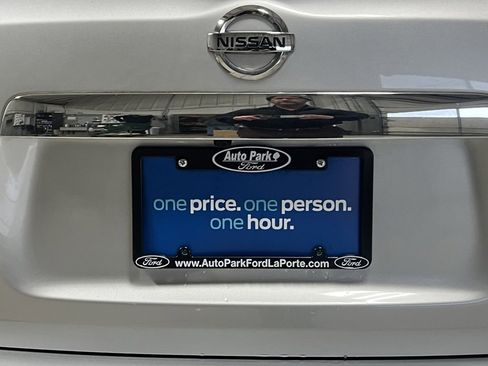 NISSAN
Auto Park
Ford
one price. one person.
one hour.
Ford www.AutoParkFordLaPorte.com Ford